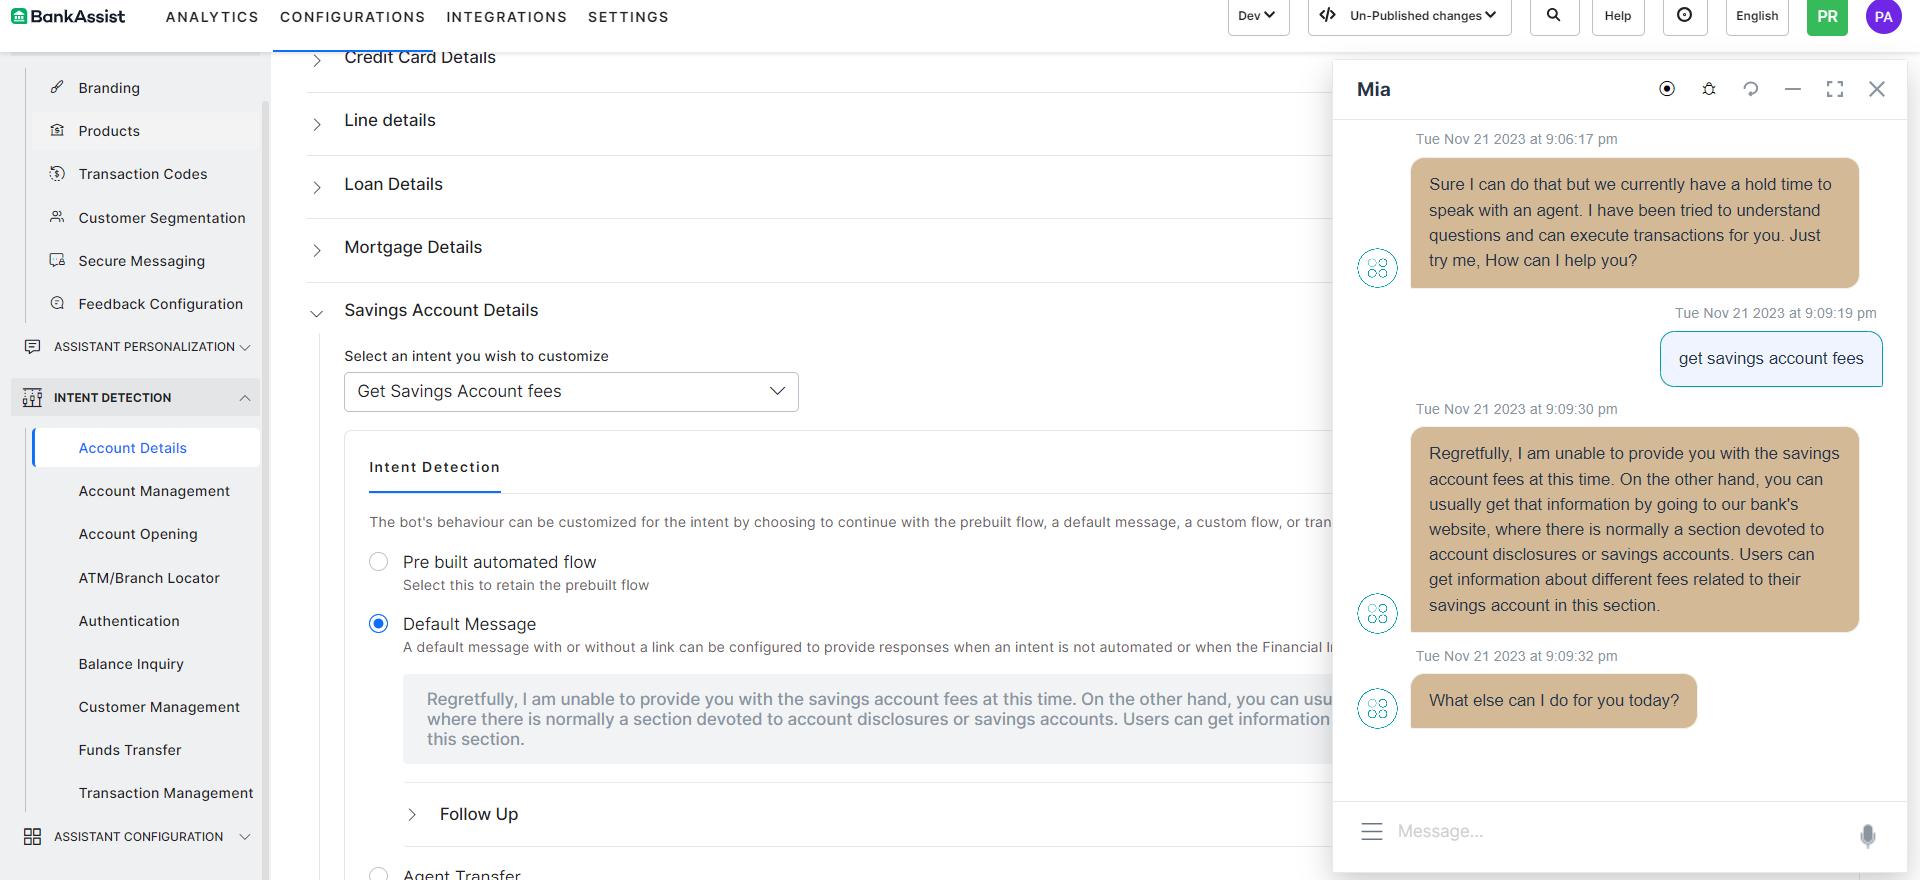 BankAssist
ANALYTICS
CONFIGURATIONS
INTEGRATIONS
SETTINGS
Dev
Un-Published changes
Help
English
PR
PA
Branding
Products
Transaction Codes
Customer Segmentation
Secure Messaging
Feedback Configuration
ASSISTANT PERSONALIZATION
INTENT DETECTION
Account Details
Account Management
Account Opening
ATM/Branch Locator
Authentication
Balance Inquiry
Customer Management
Funds Transfer
Transaction Management
ASSISTANT CONFIGURATION
Credit Card Details
Line details
Loan Details
Mortgage Details
Savings Account Details
Select an intent you wish to customize
Get Savings Account fees
Intent Detection
The bot's behaviour can be customized for the intent by choosing to continue with the prebuilt flow, a default message, a custom flow, or tran
Pre built automated flow
Select this to retain the prebuilt flow
Default Message
A default message with or without a link can be configured to provide responses when an intent is not automated or when the Financial I
Regretfully, I am unable to provide you with the savings account fees at this time. On the other hand, you can usu
where there is normally a section devoted to account disclosures or savings accounts. Users can get information
this section.
Follow Up
Agent Transfer
Mia
Tue Nov 21 2023 at 9:06:17 pm
Sure I can do that but we currently have a hold time to
speak with an agent. I have been tried to understand
questions and can execute transactions for you. Just
try me, How can I help you?
Tue Nov 21 2023 at 9:09:19 pm
get savings account fees
Tue Nov 21 2023 at 9:09:30 pm
Regretfully, I am unable to provide you with the savings
account fees at this time. On the other hand, you can
usually get that information by going to our bank's
website, where there is normally a section devoted to
account disclosures or savings accounts. Users can
get information about different fees related to their
savings account in this section.
Tue Nov 21 2023 at 9:09:32 pm
What else can I do for you today?
Message...